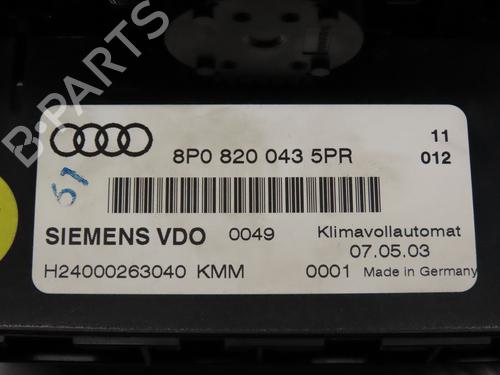 B-PARTS
8P0 820 043 5PR
11
012
61
SIEMENS VDO 0049 Klimavollautomat
07.05.03
H24000263040 KMM 0001 Made in Germany